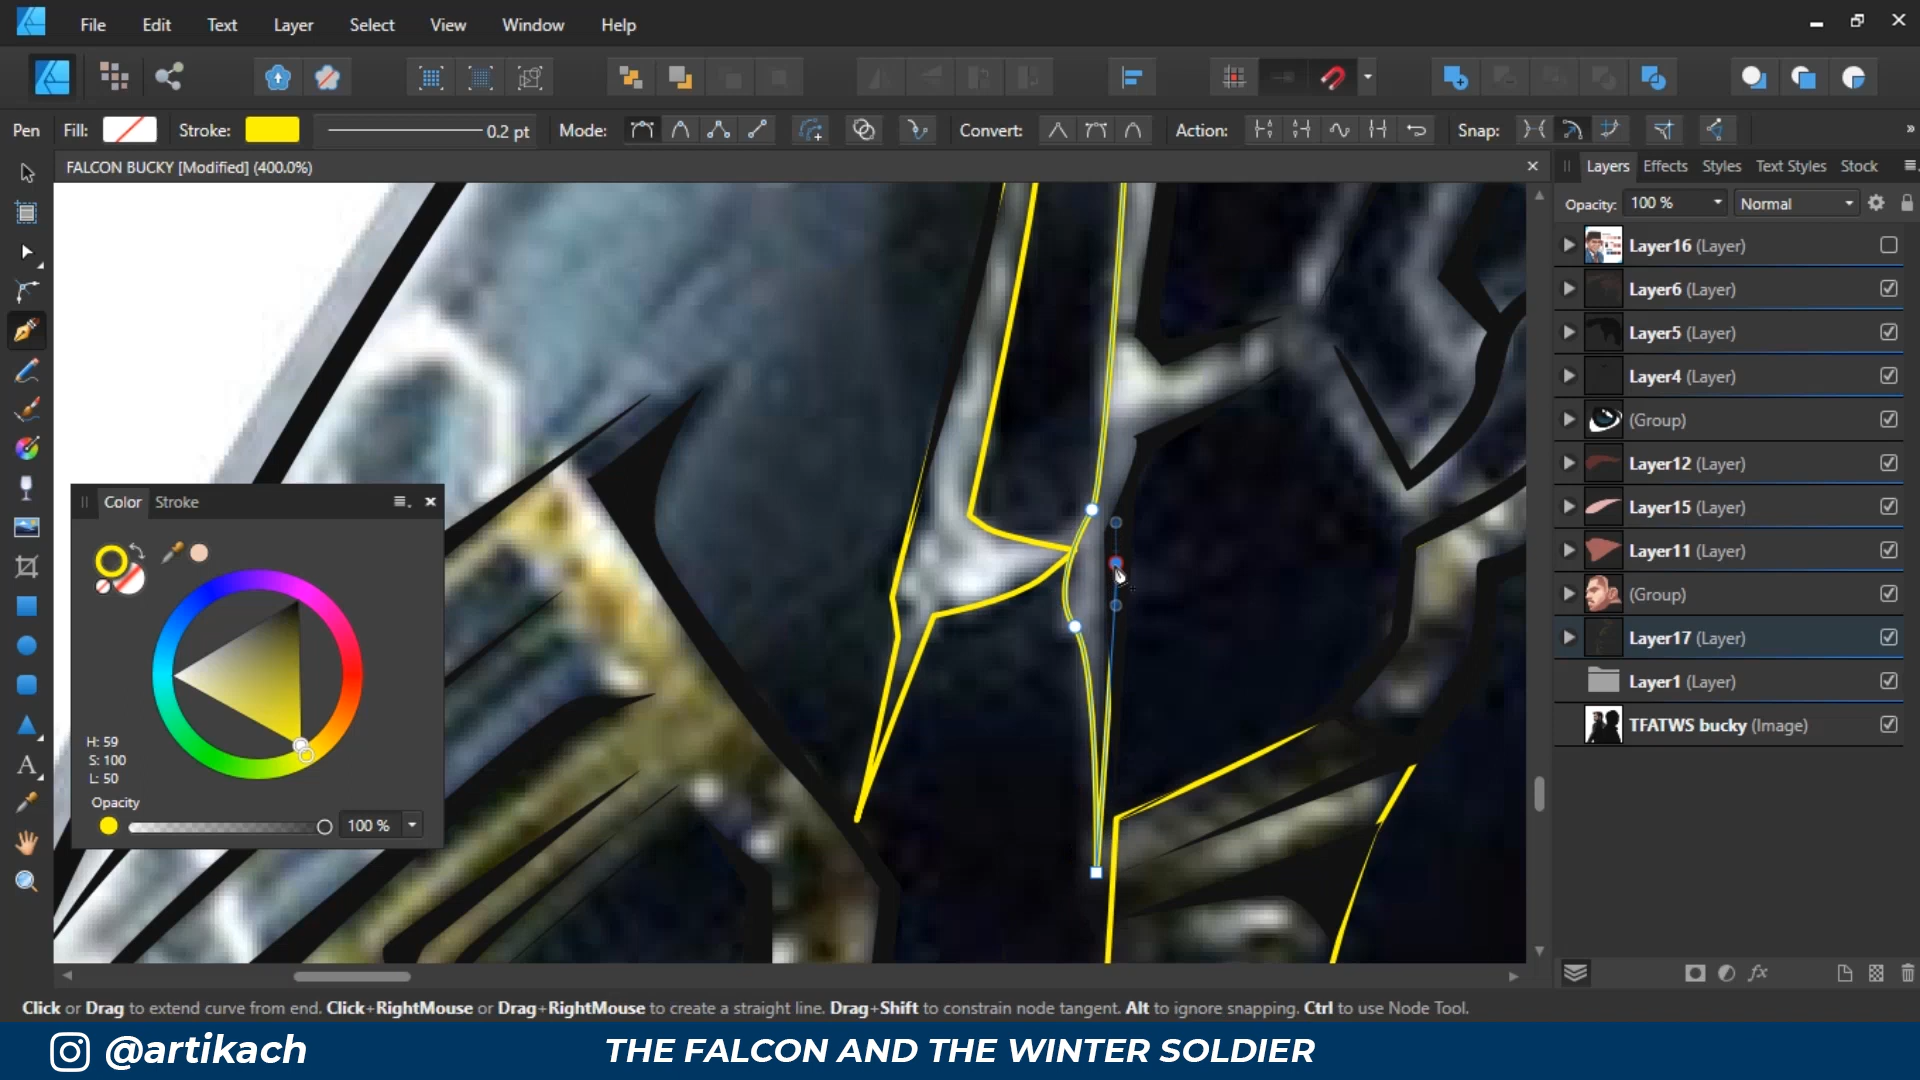 File Edit Text Layer Select View Window Help
Pen Fill: Stroke: 0.2 pt Mode: Convert: Action: Snap: »
FALCON BUCKY [Modified] (400.0%)
Layers Effects Styles Text Styles Stock
Opacity: 100 % Normal
Layer16 (Layer)
Layer6 (Layer)
Layer5 (Layer)
Layer4 (Layer)
(Group)
Layer12 (Layer)
Layer15 (Layer)
Layer11 (Layer)
(Group)
Layer17 (Layer)
Layer1 (Layer)
TFATWS bucky (Image)
Color Stroke
H: 59
S: 100
L: 50
Opacity
100 %
A
fx
Click or Drag to extend curve from end. Click+RightMouse or Drag+RightMouse to create a straight line. Drag+Shift to constrain node tangent. Alt to ignore snapping. Ctrl to use Node Tool.
@artikach THE FALCON AND THE WINTER SOLDIER